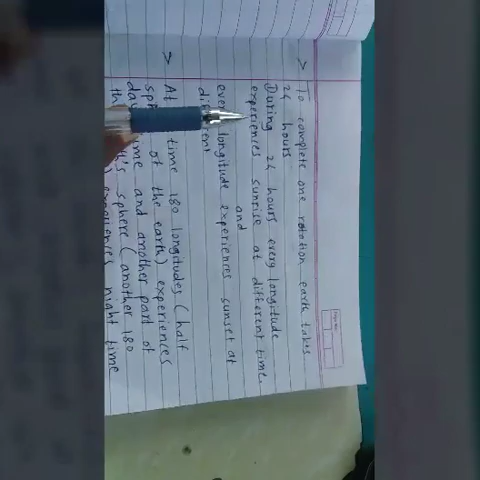 > To complete one rotation earth takes
24 hours
During 24 hours every longitude
experiences sunrise at different time.
and
every longitude experiences sunset at
> At time 180 longitudes (half
of the earth) experiences
and another part of
sphere (another 180
experiences night time